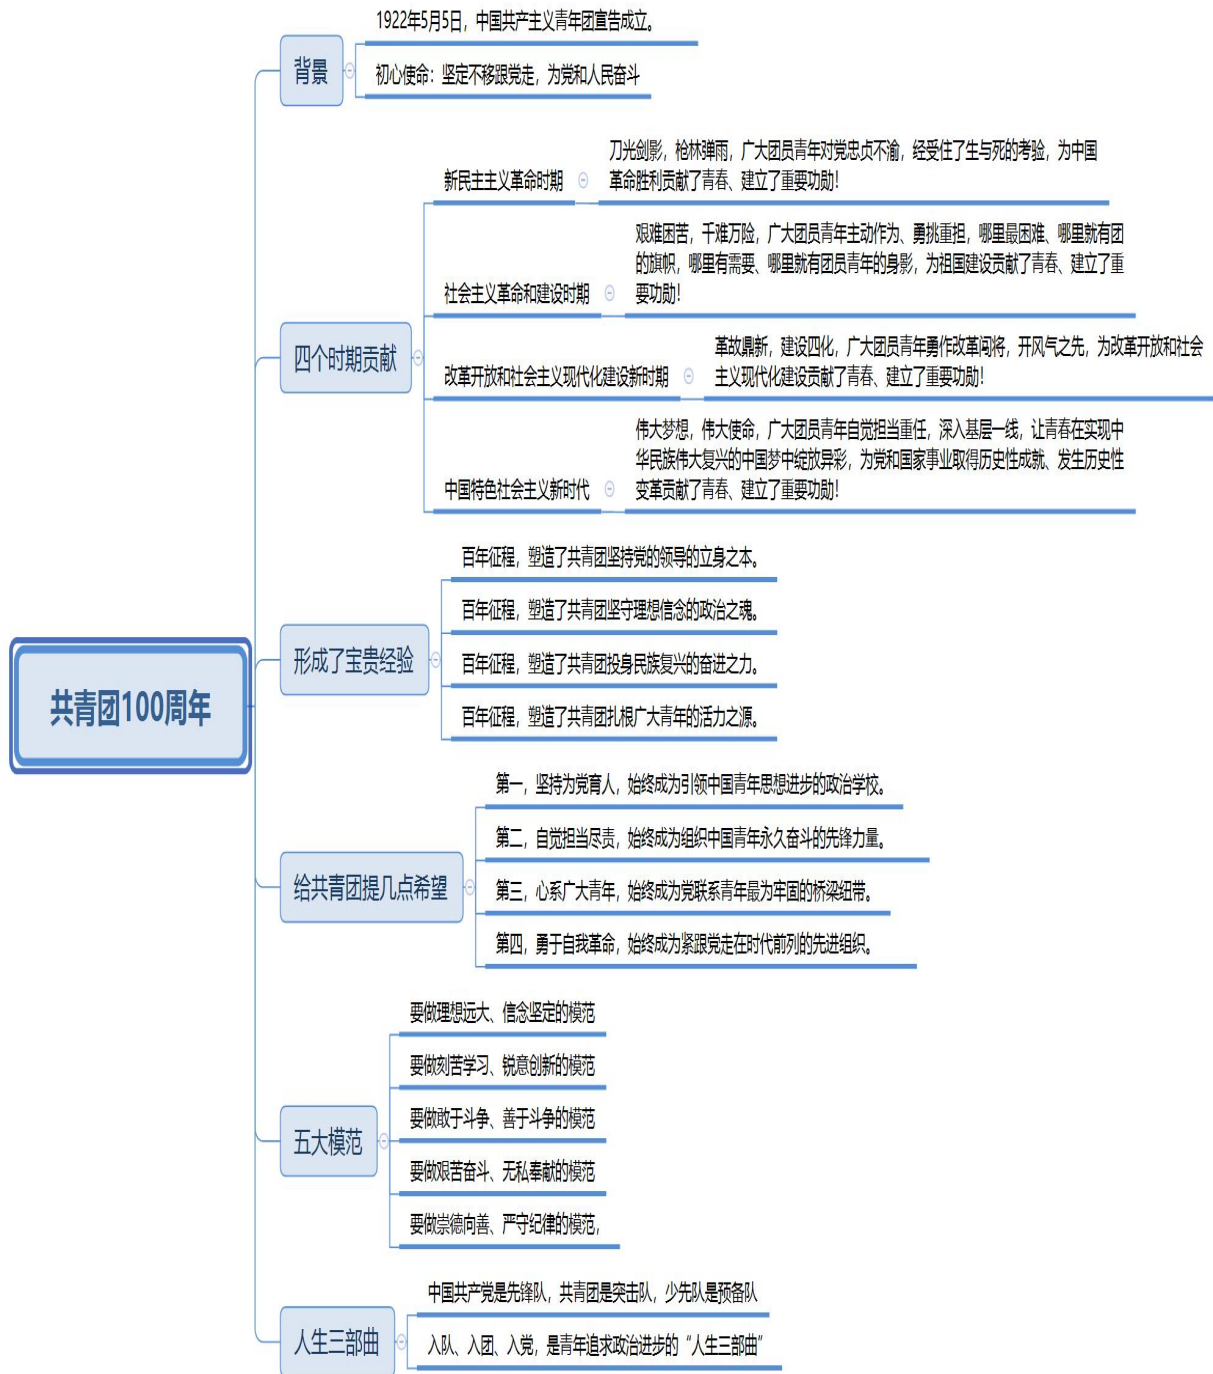 共青团100周年
背景
1922年5月5日，中国共产主义青年团宣告成立。
初心使命：坚定不移跟党走，为党和人民奋斗
四个时期贡献
新民主主义革命时期
刀光剑影，枪林弹雨，广大团员青年对党忠贞不渝，经受住了生与死的考验，为中国
革命胜利贡献了青春、建立了重要功勋！
社会主义革命和建设时期
艰难困苦，千难万险，广大团员青年主动作为、勇挑重担，哪里最困难、哪里就有团
的旗帜，哪里有需要、哪里就有团员青年的身影，为祖国建设贡献了青春、建立了重
要功勋！
改革开放和社会主义现代化建设新时期
革故鼎新，建设四化，广大团员青年勇作改革闯将，开风气之先，为改革开放和社会
主义现代化建设贡献了青春、建立了重要功勋！
中国特色社会主义新时代
伟大梦想，伟大使命，广大团员青年自觉担当重任，深入基层一线，让青春在实现中
华民族伟大复兴的中国梦中绽放异彩，为党和国家事业取得历史性成就、发生历史性
变革贡献了青春、建立了重要功勋！
形成了宝贵经验
百年征程，塑造了共青团坚持党的领导的立身之本。
百年征程，塑造了共青团坚守理想信念的政治之魂。
百年征程，塑造了共青团投身民族复兴的奋进之力。
百年征程，塑造了共青团扎根广大青年的活力之源。
给共青团提几点希望
第一，坚持为党育人，始终成为引领中国青年思想进步的政治学校。
第二，自觉担当尽责，始终成为组织中国青年永久奋斗的先锋力量。
第三，心系广大青年，始终成为党联系青年最为牢固的桥梁纽带。
第四，勇于自我革命，始终成为紧跟党走在时代前列的先进组织。
五大模范
要做理想远大、信念坚定的模范
要做刻苦学习、锐意创新的模范
要做敢于斗争、善于斗争的模范
要做艰苦奋斗、无私奉献的模范
要做崇德向善、严守纪律的模范，
人生三部曲
中国共产党是先锋队，共青团是突击队，少先队是预备队
入队、入团、入党，是青年追求政治进步的“人生三部曲”